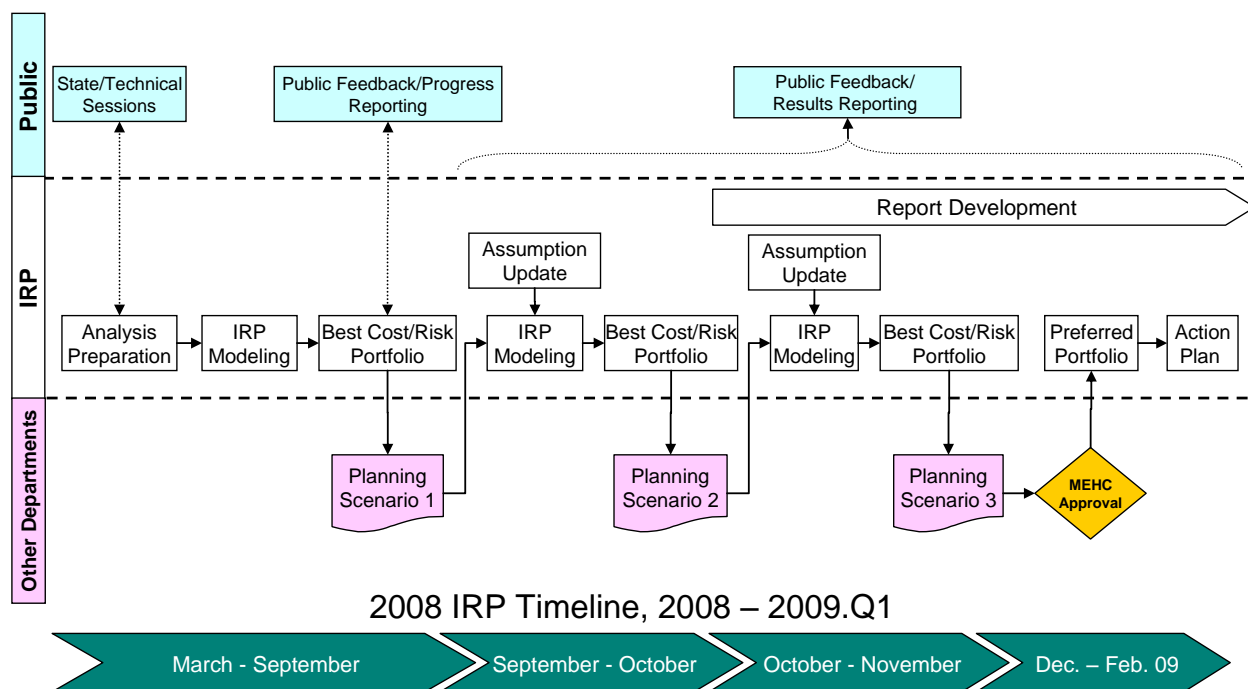 Public
State/Technical
Sessions
Public Feedback/Progress
Reporting
Public Feedback/
Results Reporting
IRP
Report Development
Assumption
Update
Assumption
Update
Analysis
Preparation
IRP
Modeling
Best Cost/Risk
Portfolio
IRP
Modeling
Best Cost/Risk
Portfolio
IRP
Modeling
Best Cost/Risk
Portfolio
Preferred
Portfolio
Action
Plan
Other Departments
Planning
Scenario 1
Planning
Scenario 2
Planning
Scenario 3
MEHC
Approval
2008 IRP Timeline, 2008 – 2009.Q1
March - September
September - October
October - November
Dec. – Feb. 09